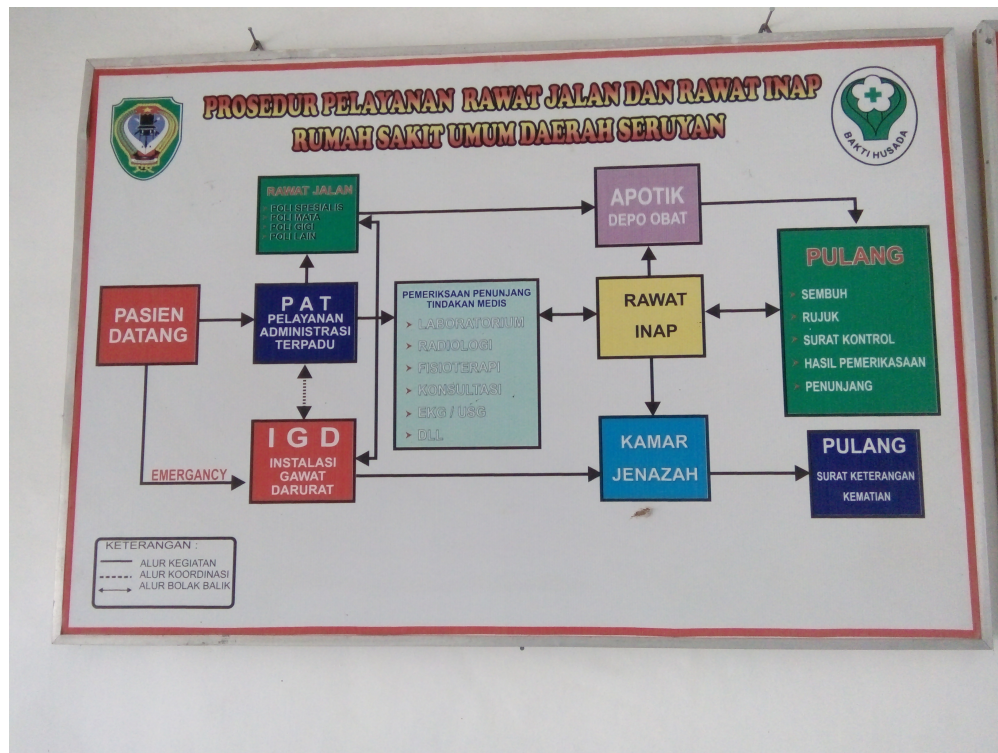 PROSEDUR PELAYANAN RAWAT JALAN DAN RAWAT INAP
RUMAH SAKIT UMUM DAERAH SERUYAN
BAKTI HUSADA
RAWAT JALAN
POLI SPESIALIS
POLI MATA
POLI GIGI
POLI LAIN
APOTIK
DEPO OBAT
PASIEN
DATANG
P A T
PELAYANAN
ADMINISTRASI
TERPADU
PEMERIKSAAN PENUNJANG
TINDAKAN MEDIS
LABORATORIUM
RADIOLOGI
FISIOTERAPI
KONSULTASI
EKG / USG
DLL
RAWAT
INAP
PULANG
SEMBUH
RUJUK
SURAT KONTROL
HASIL PEMERIKASAAN
PENUNJANG
EMERGANCY
I G D
INSTALASI
GAWAT
DARURAT
KAMAR
JENAZAH
PULANG
SURAT KETERANGAN
KEMATIAN
KETERANGAN :
ALUR KEGIATAN
ALUR KOORDINASI
ALUR BOLAK BALIK